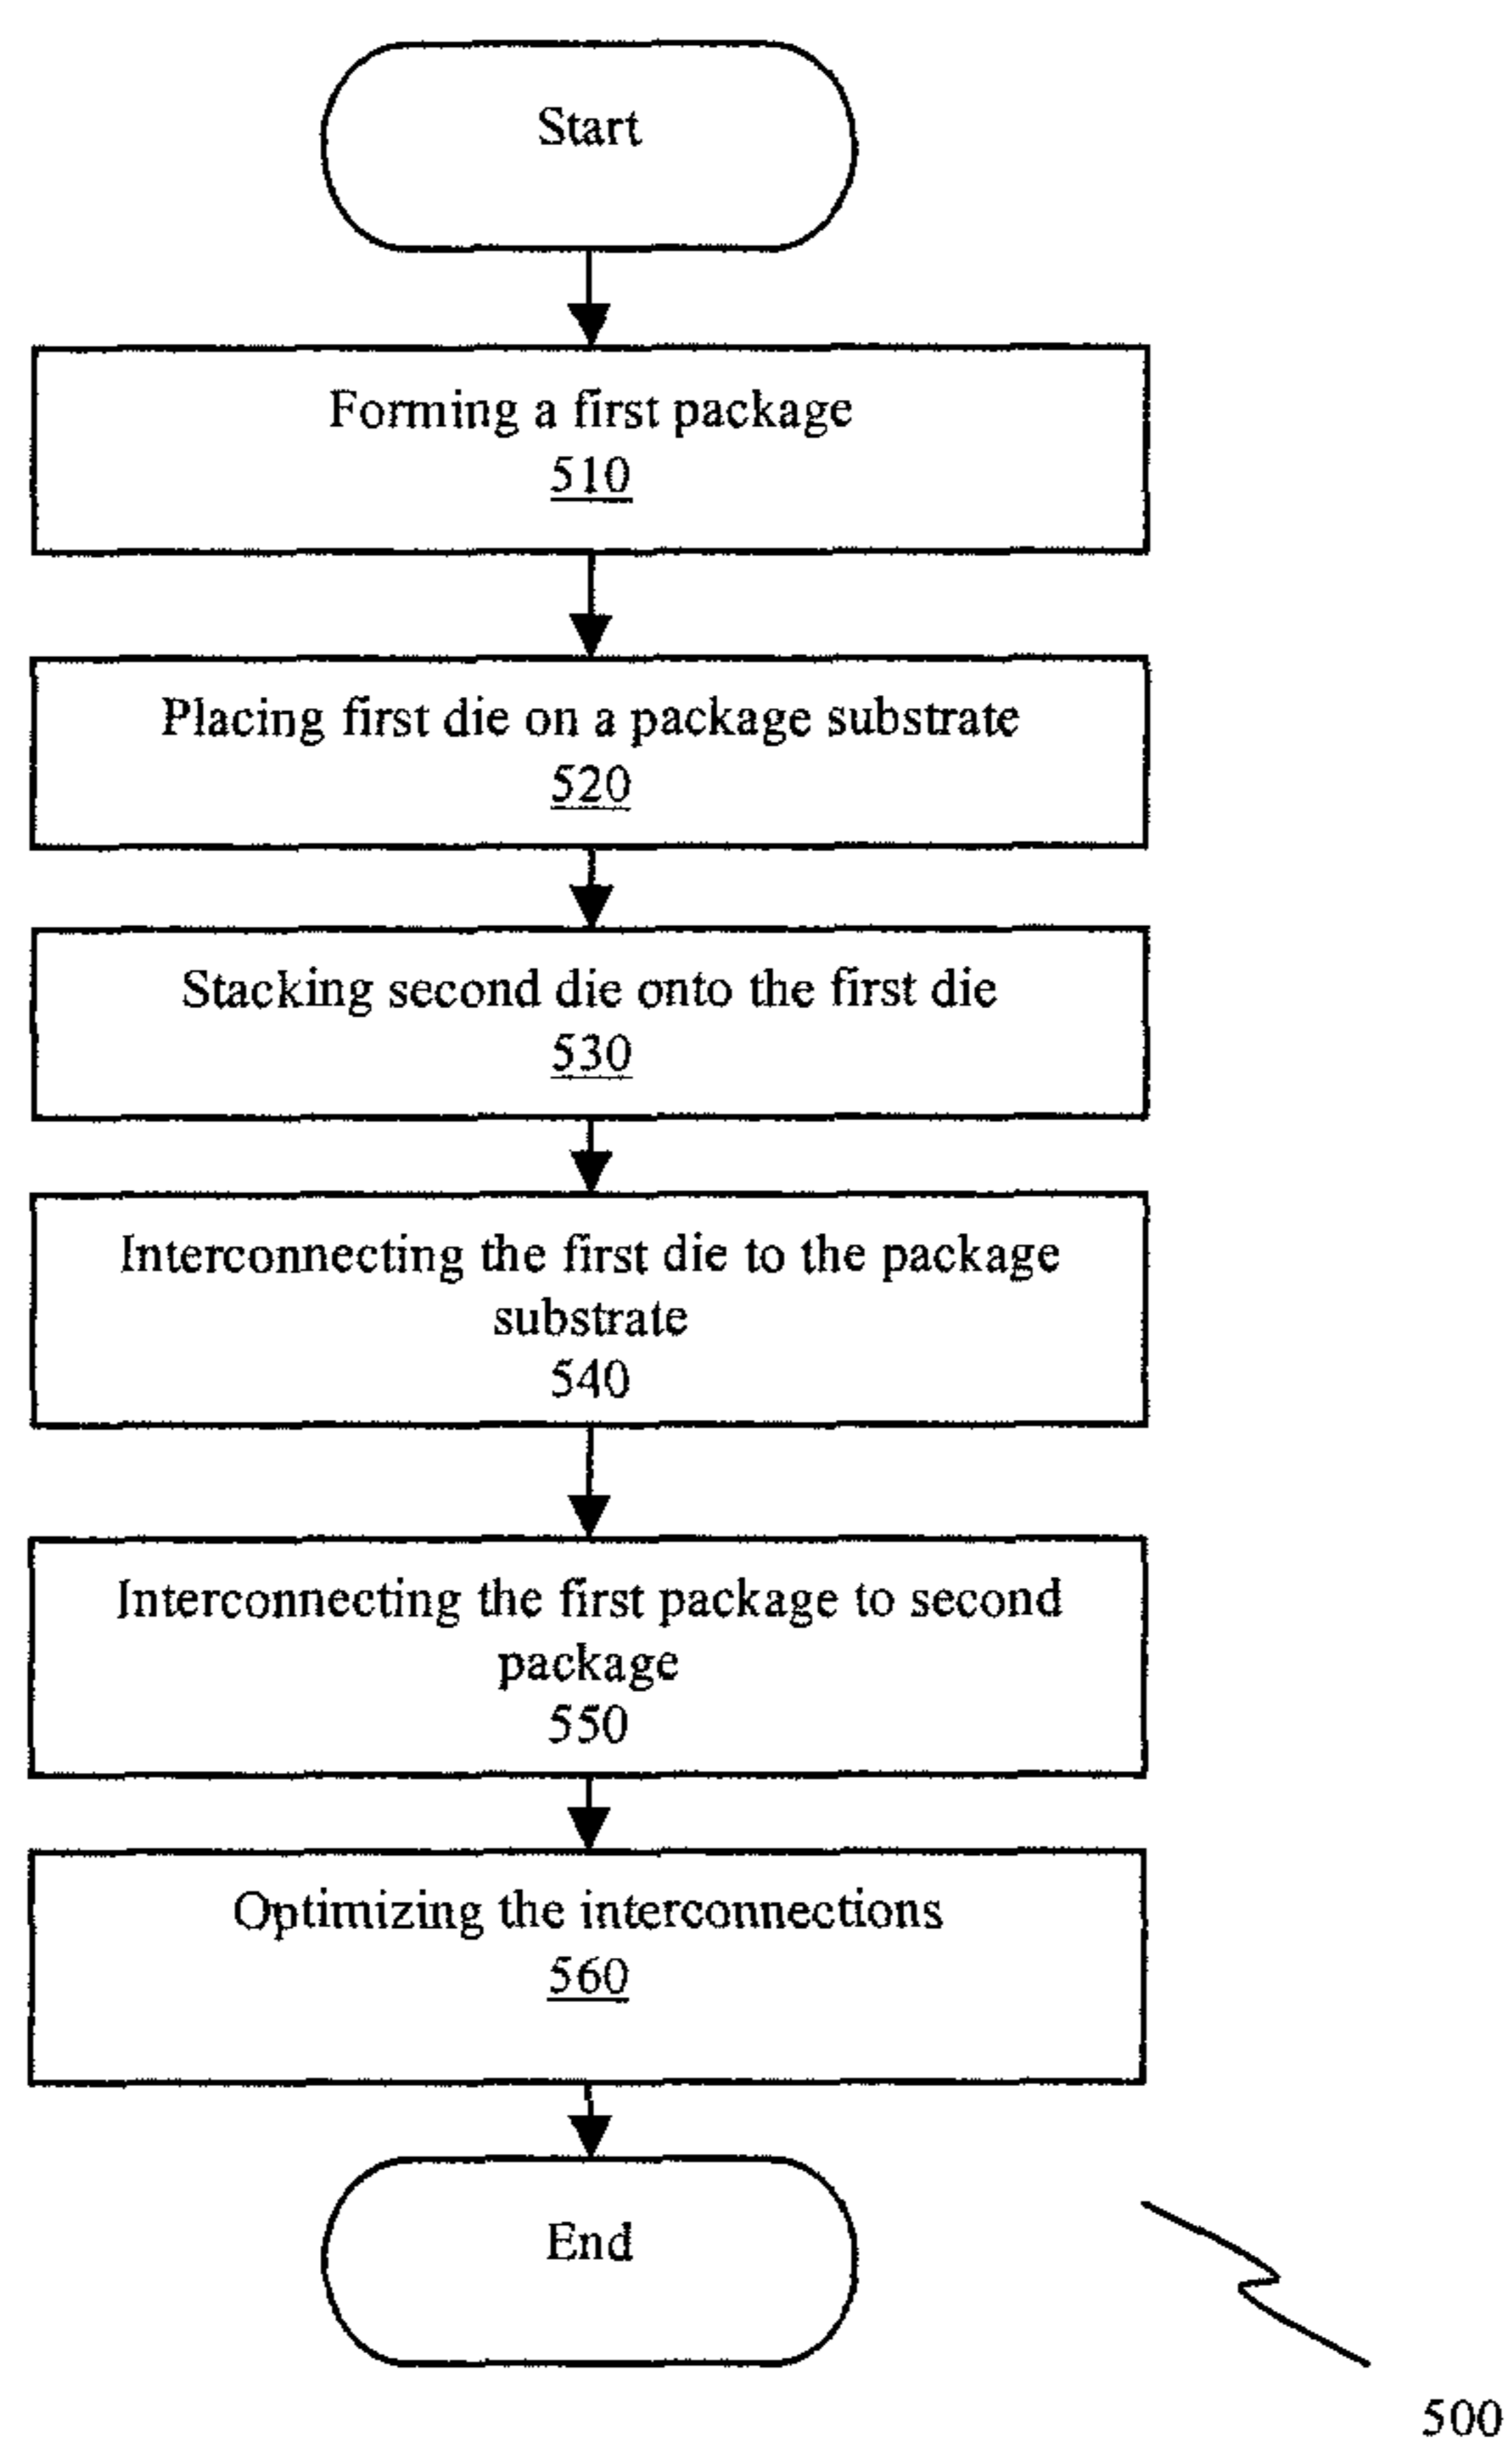 Start
Forming a first package
510
Placing first die on a package substrate
520
Stacking second die onto the first die
530
Interconnecting the first die to the package
substrate
540
Interconnecting the first package to second
package
550
Optimizing the interconnections
560
End
500